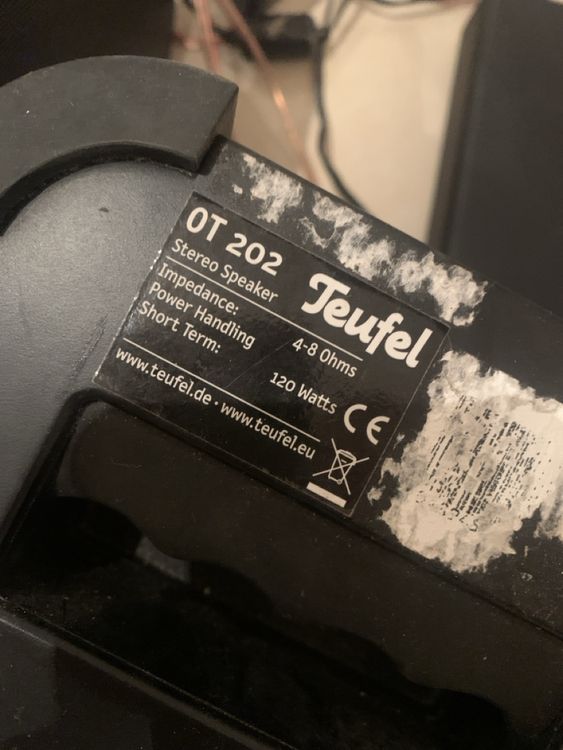 OT 202
Stereo Speaker
Teufel
Impedance: 4-8 Ohms
Power Handling
Short Term: 120 Watts
CE
www.teufel.de · www.teufel.eu